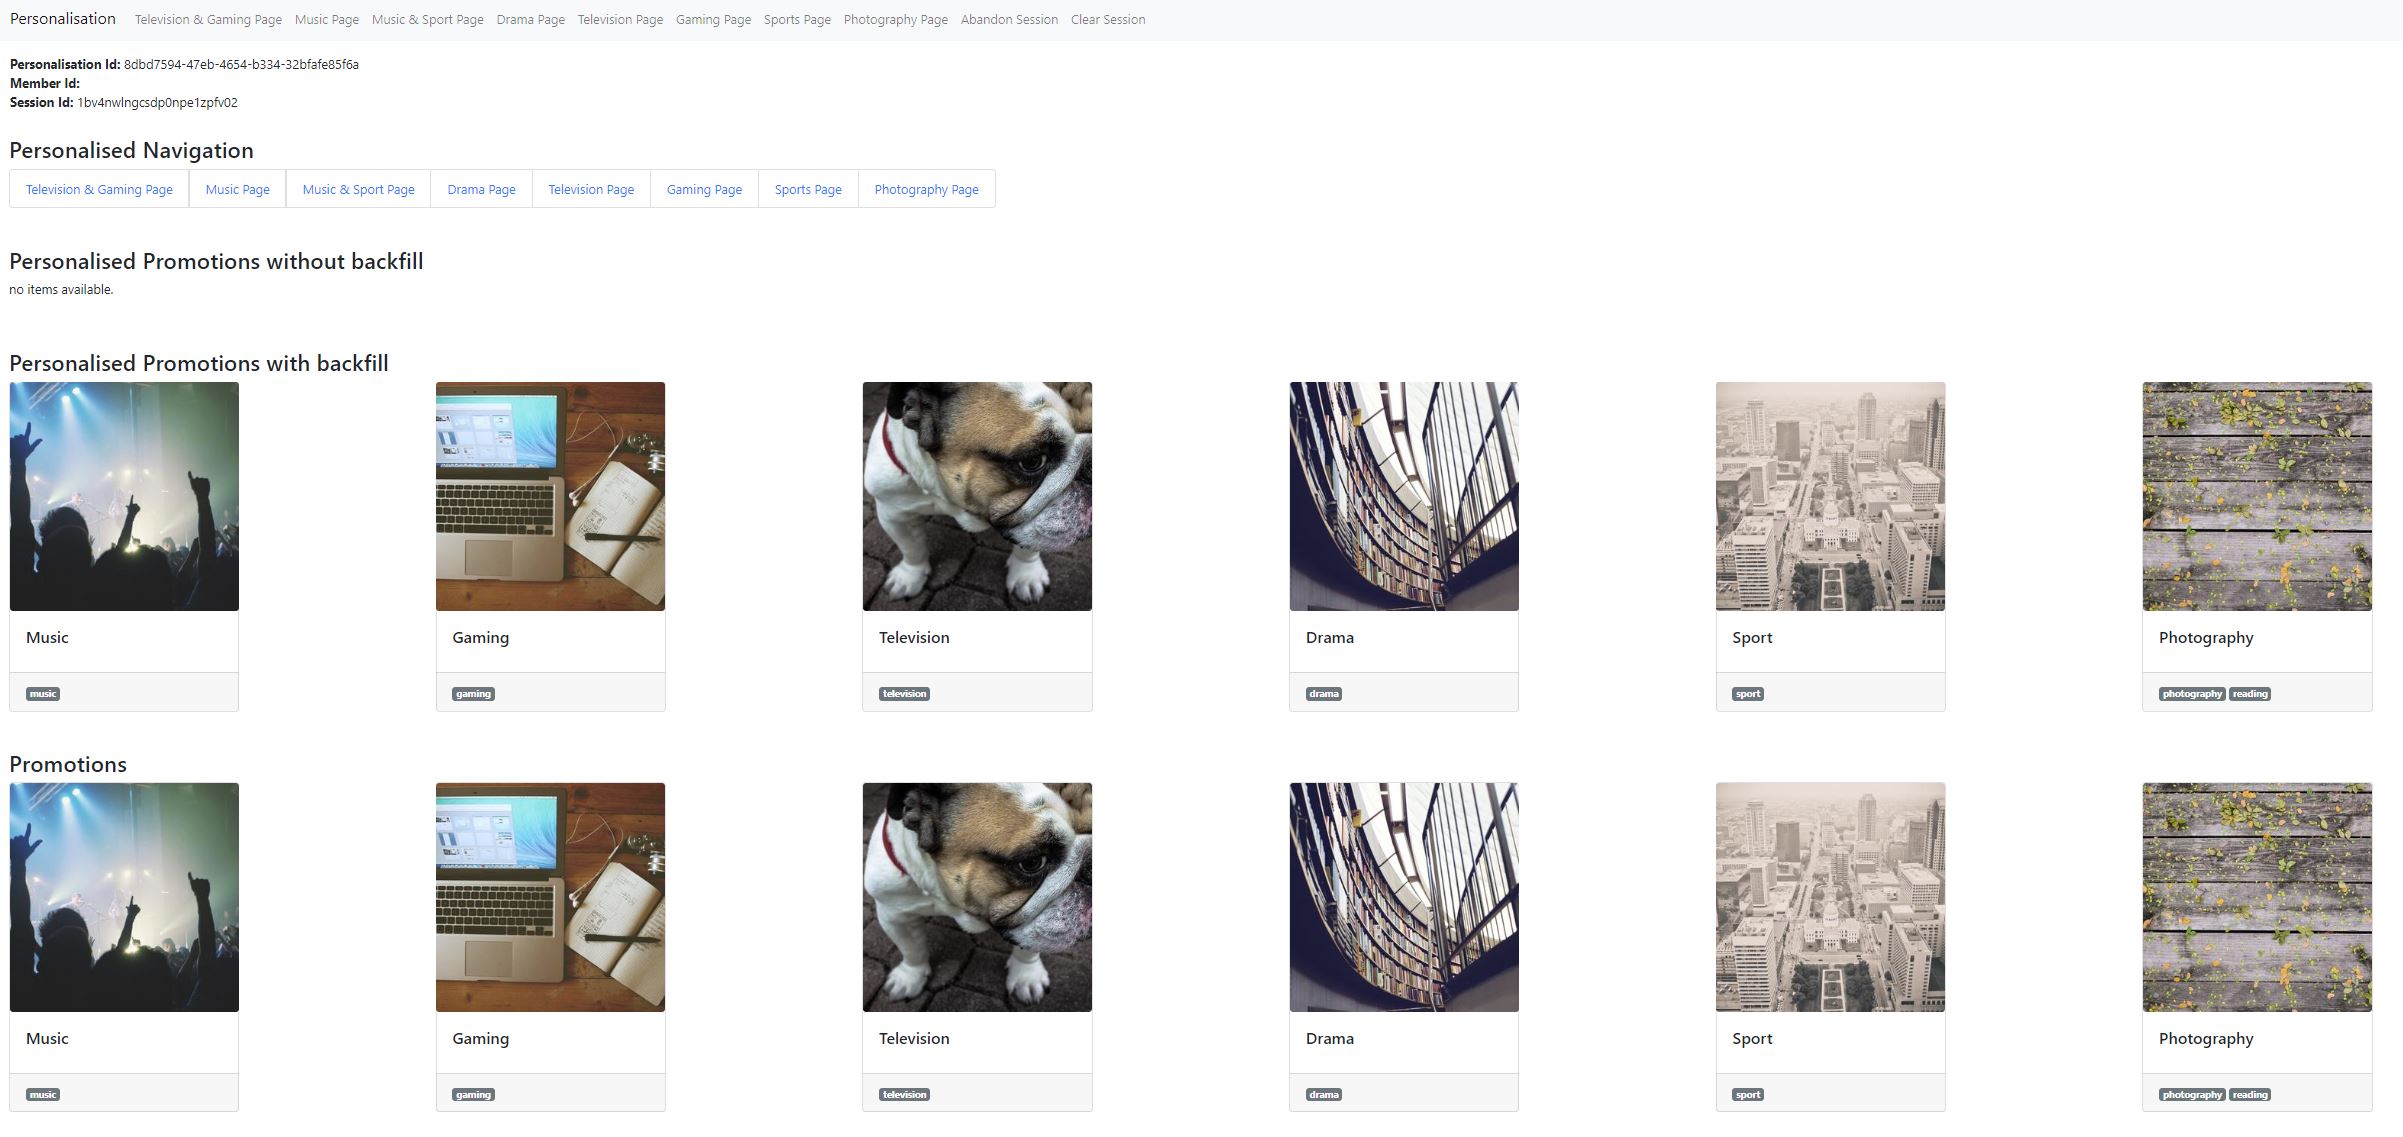 Personalisation Television & Gaming Page Music Page Music & Sport Page Drama Page Television Page Gaming Page Sports Page Photography Page Abandon Session Clear Session
Personalisation Id: 8dbd7594-47eb-4654-b334-32bfafe85f6a
Member Id:
Session Id: 1bv4nwlngcsdp0npe1zpfv02
Personalised Navigation
Television & Gaming Page Music Page Music & Sport Page Drama Page Television Page Gaming Page Sports Page Photography Page
Personalised Promotions without backfill
no items available.
Personalised Promotions with backfill
Music Gaming Television Drama Sport Photography
music gaming television drama sport photography reading
Promotions
Music Gaming Television Drama Sport Photography
music gaming television drama sport photography reading